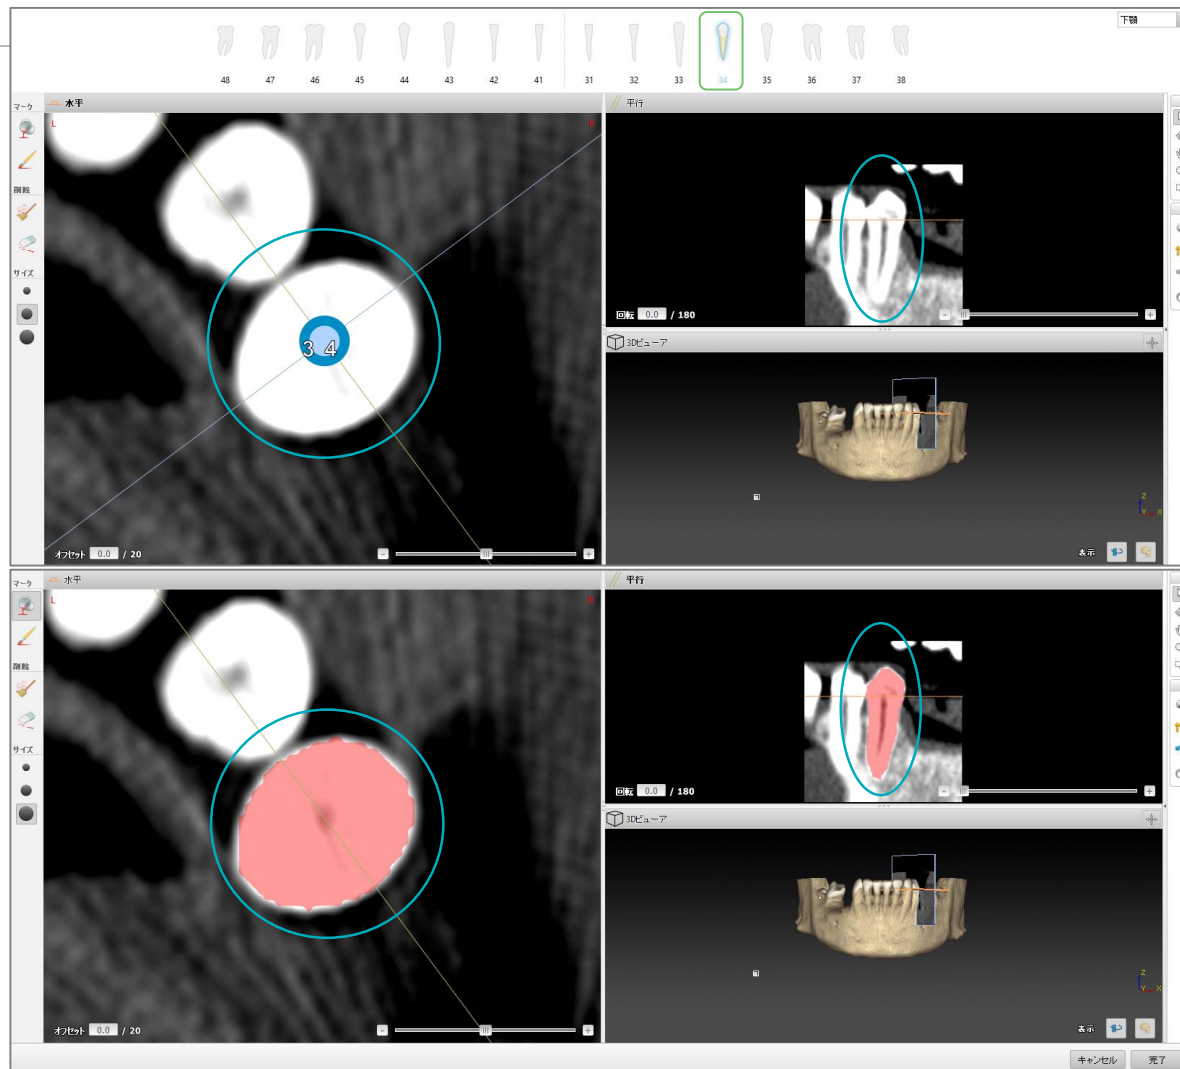 下顎
48 47 46 45 44 43 42 41 31 32 33 34 35 36 37 38
マーク
水平
平行
L
R
削除
サイズ
34
オフセット 0.0 / 20
- +
回転 0.0 / 180
- +
3Dビューア
Z
Y X
表示
マーク
水平
平行
L
R
削除
サイズ
オフセット 0.0 / 20
- +
回転 0.0 / 180
- +
3Dビューア
Z
Y X
表示
キャンセル 完了